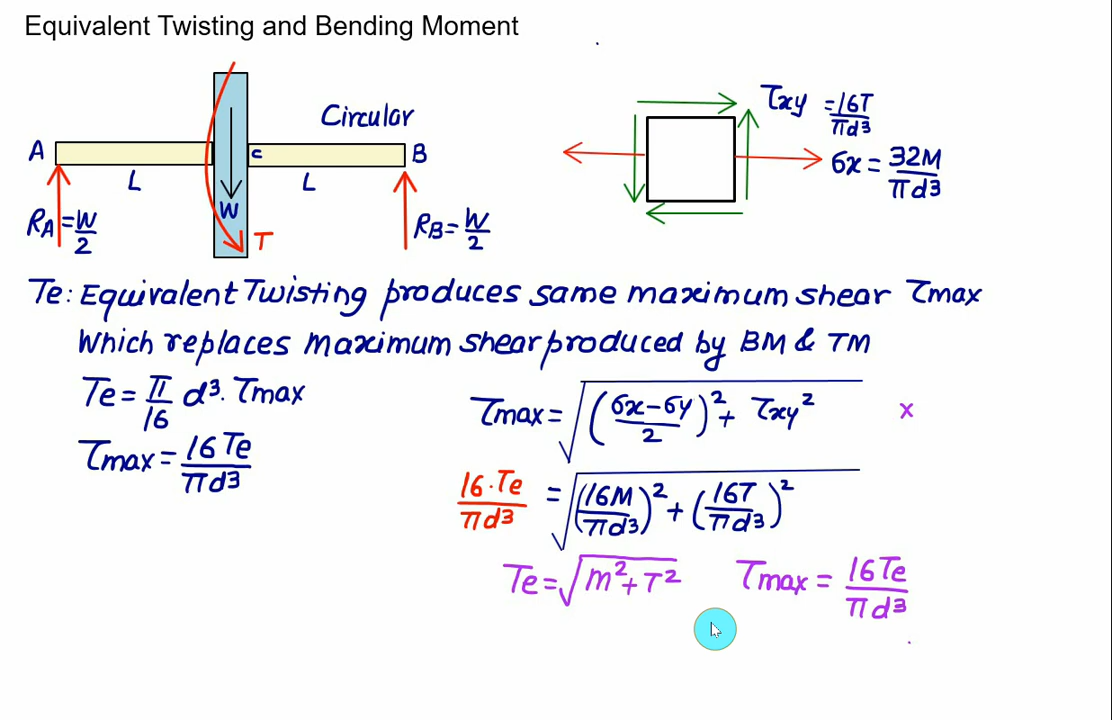 Equivalent Twisting and Bending Moment
Circular
A
C
B
L
L
W
T
RA = W/2
RB = W/2
τxy = 16T/πd³
σx = 32M/πd³
Te: Equivalent Twisting produces same maximum shear τmax
Which replaces maximum shear produced by BM & TM
Te = π/16 d³. τmax
τmax = 16Te/πd³
τmax = √((σx-σy)/2)² + τxy² x
16·Te/πd³ = √(16M/πd³)² + (16T/πd³)²
Te = √m²+T² τmax = 16Te/πd³